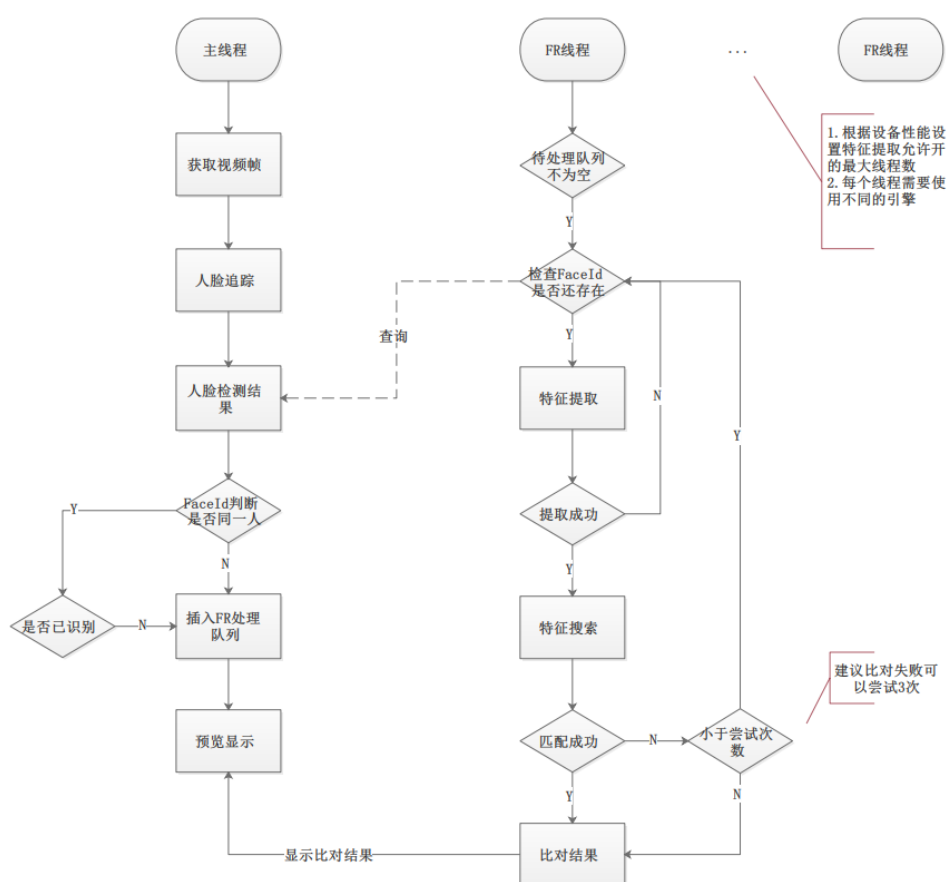 主线程
FR线程
...
FR线程
获取视频帧
待处理队列
不为空
1.根据设备性能设
置特征提取允许开
的最大线程数
2.每个线程需要使
用不同的引擎
Y
人脸追踪
检查FaceId
是否还存在
查询
Y
人脸检测结
果
特征提取
N
Y
FaceId判断
是否同一人
Y
提取成功
N
Y
是否已识别
N
插入FR处理
队列
特征搜索
建议比对失败可
以尝试3次
预览显示
匹配成功
N
小于尝试次
数
Y
N
显示比对结果
比对结果